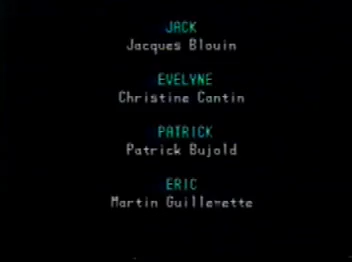 JACK
Jacques Blouin
EVELYNE
Christine Cantin
PATRICK
Patrick Bujold
ERIC
Martin Guillemette